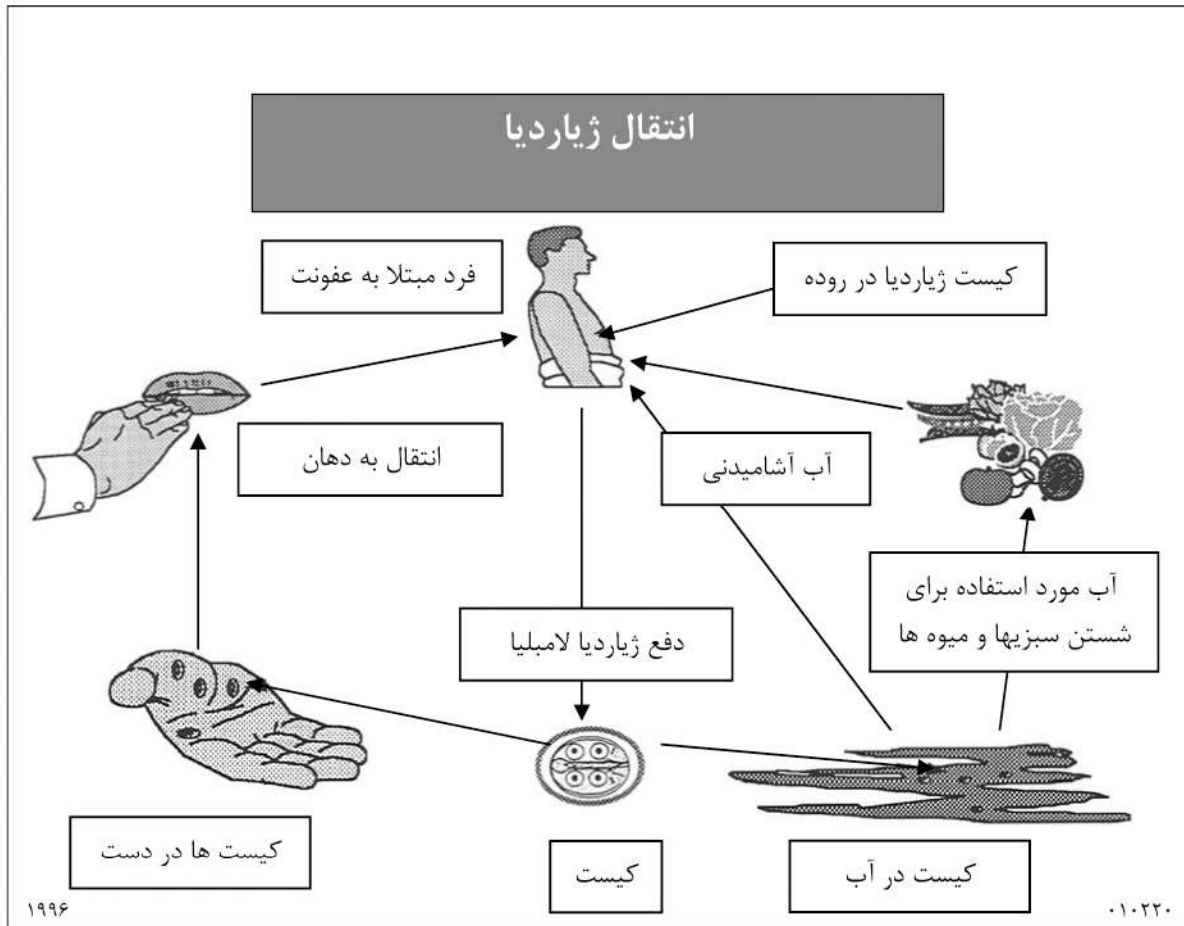 انتقال ژیاردیا
کیست ژیاردیا در روده
فرد مبتلا به عفونت
انتقال به دهان
آب آشامیدنی
آب مورد استفاده برای
شستن سبزیها و میوه ها
دفع ژیاردیا لامبلیا
کیست ها در دست
کیست
کیست در آب
۱۹۹۶
۰۱۰۲۲۰